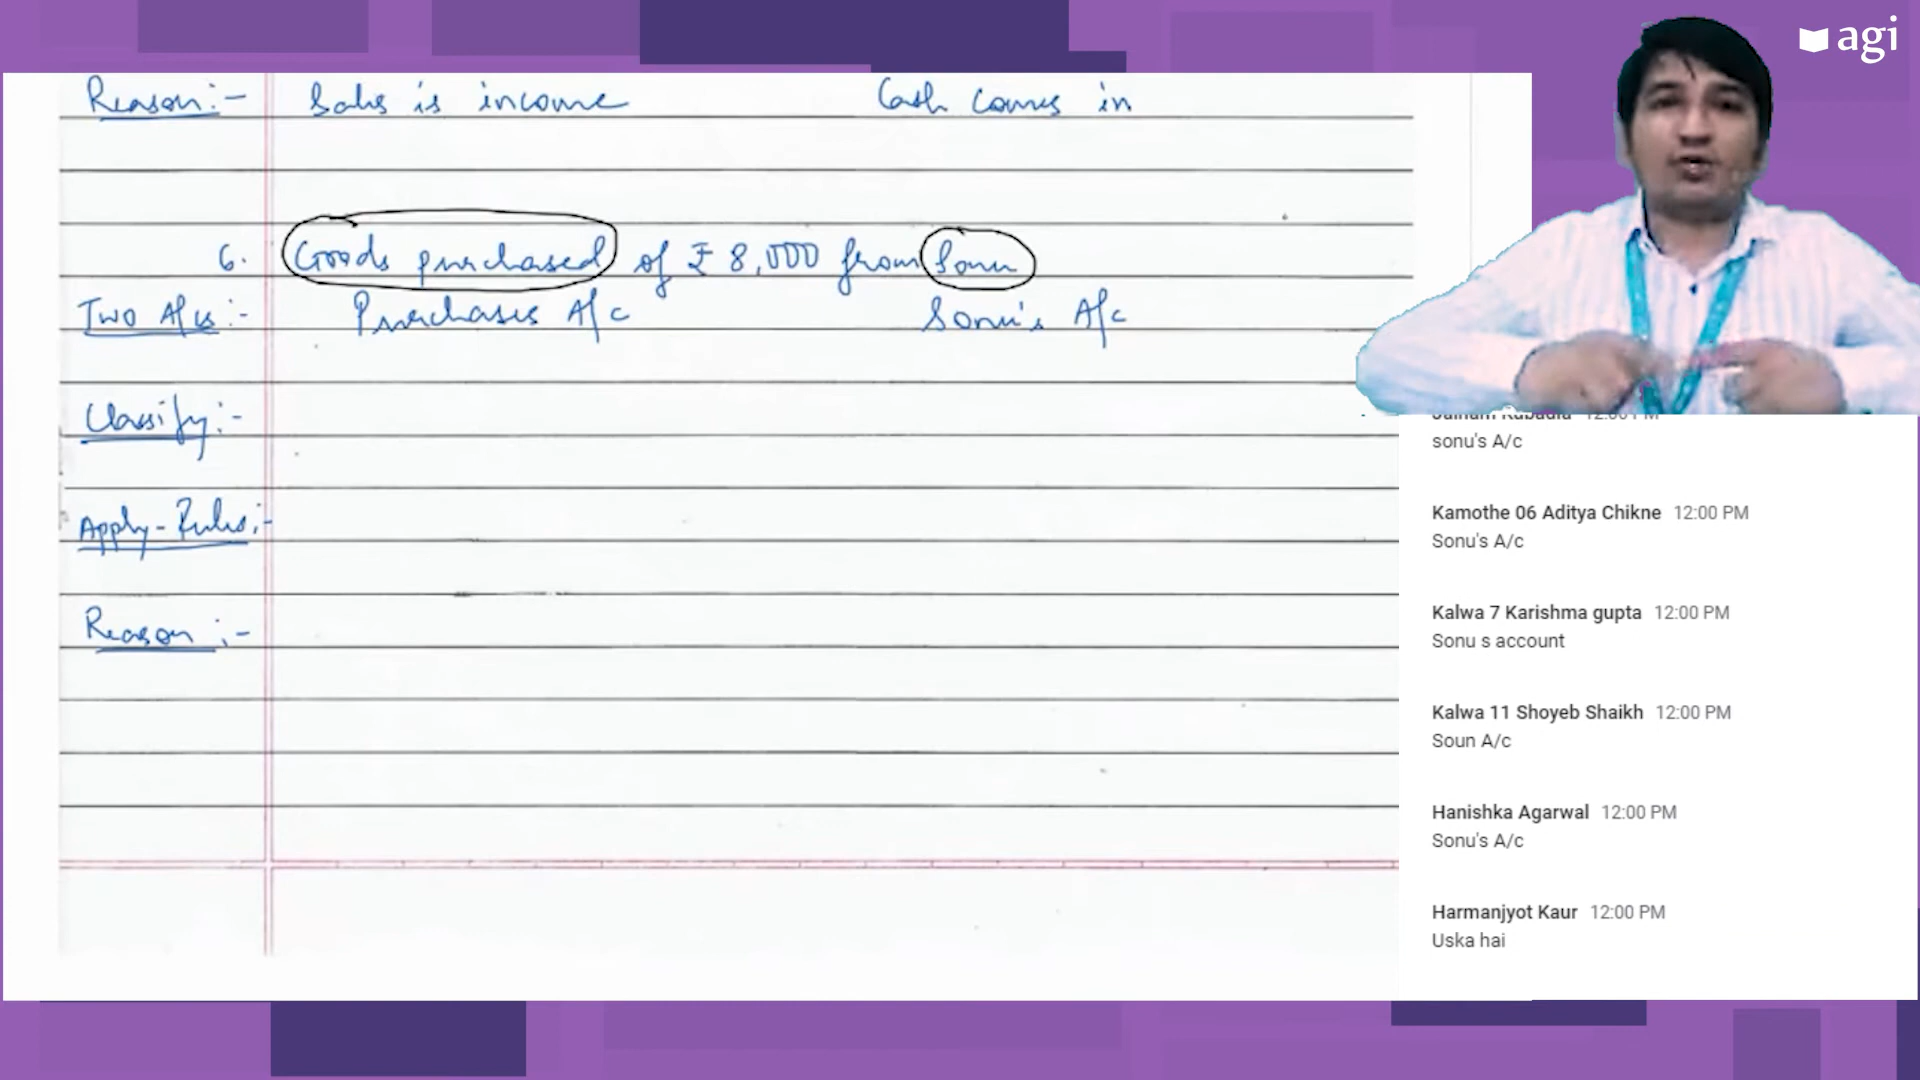 agi
Reason:- Sales is income Cash comes in
6. Goods purchased of ₹ 8,000 from Sonu
Two A/cs:- Purchases A/c Sonu's A/c
Classify:-
Apply-Rules:-
Reason:-
12:00 PM
sonu's A/c
Kamothe 06 Aditya Chikne 12:00 PM
Sonu's A/c
Kalwa 7 Karishma gupta 12:00 PM
Sonu s account
Kalwa 11 Shoyeb Shaikh 12:00 PM
Soun A/c
Hanishka Agarwal 12:00 PM
Sonu's A/c
Harmanjyot Kaur 12:00 PM
Uska hai